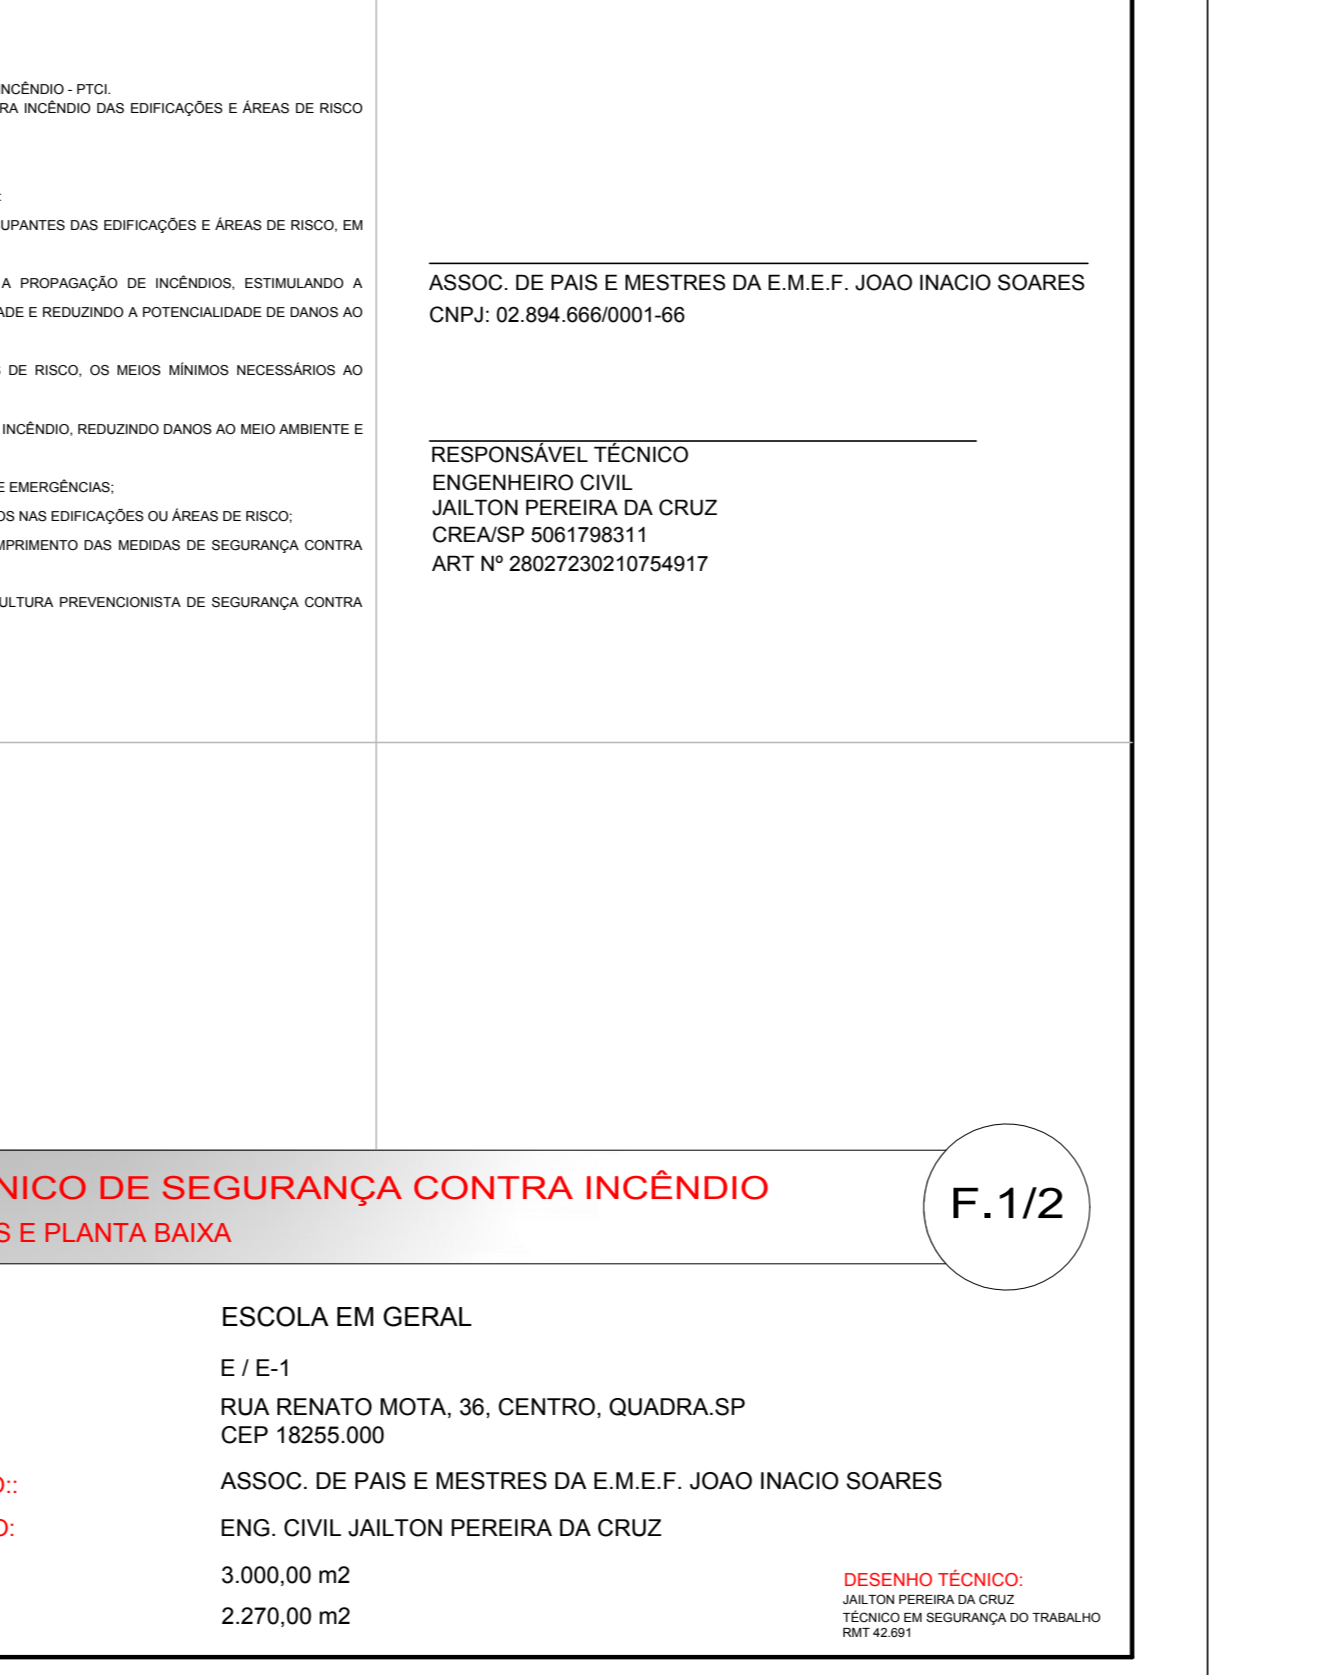 NCÊNDIO - PTCI.
RA INCÊNDIO DAS EDIFICAÇÕES E ÁREAS DE RISCO
:
UPANTES DAS EDIFICAÇÕES E ÁREAS DE RISCO, EM
A PROPAGAÇÃO DE INCÊNDIOS, ESTIMULANDO A
ADE E REDUZINDO A POTENCIALIDADE DE DANOS AO
DE RISCO, OS MEIOS MÍNIMOS NECESSÁRIOS AO
INCÊNDIO, REDUZINDO DANOS AO MEIO AMBIENTE E
E EMERGÊNCIAS;
OS NAS EDIFICAÇÕES OU ÁREAS DE RISCO;
MPRIMENTO DAS MEDIDAS DE SEGURANÇA CONTRA
ULTURA PREVENCIONISTA DE SEGURANÇA CONTRA
ASSOC. DE PAIS E MESTRES DA E.M.E.F. JOAO INACIO SOARES
CNPJ: 02.894.666/0001-66
RESPONSÁVEL TÉCNICO
ENGENHEIRO CIVIL
JAILTON PEREIRA DA CRUZ
CREA/SP 5061798311
ART Nº 28027230210754917
NICO DE SEGURANÇA CONTRA INCÊNDIO
S E PLANTA BAIXA
F.1/2
ESCOLA EM GERAL
E / E-1
RUA RENATO MOTA, 36, CENTRO, QUADRA.SP
CEP 18255.000
O:: ASSOC. DE PAIS E MESTRES DA E.M.E.F. JOAO INACIO SOARES
O: ENG. CIVIL JAILTON PEREIRA DA CRUZ
3.000,00 m2
2.270,00 m2
DESENHO TÉCNICO:
JAILTON PEREIRA DA CRUZ
TÉCNICO EM SEGURANÇA DO TRABALHO
RMT 42.691